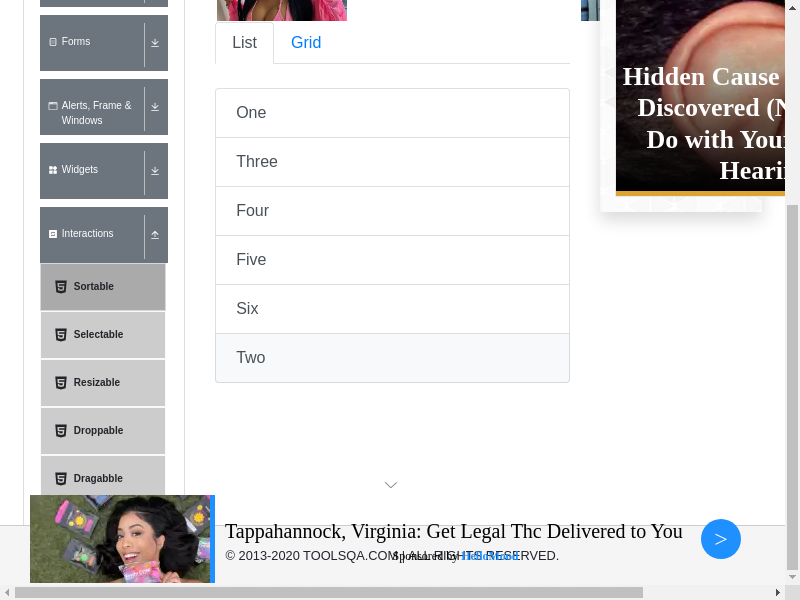 Forms
Alerts, Frame &
Windows
Widgets
Interactions
Sortable
Selectable
Resizable
Droppable
Dragabble
List
Grid
One
Three
Four
Five
Six
Two
Hidden Cause
Discovered (N
Do with Your
Hearin
Tappahannock, Virginia: Get Legal Thc Delivered to You
>
© 2013-2020 TOOLSQA.COM | ALL RIGHTS RESERVED.
Sponsored by